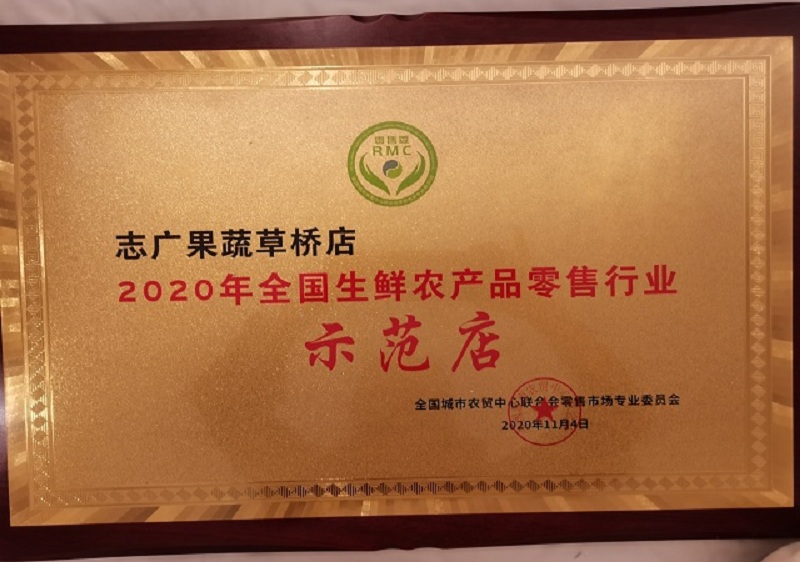 RMC
志广果蔬草桥店
2020年全国生鲜农产品零售行业
示范店
全国城市农贸中心联合会零售市场专业委员会
2020年11月4日